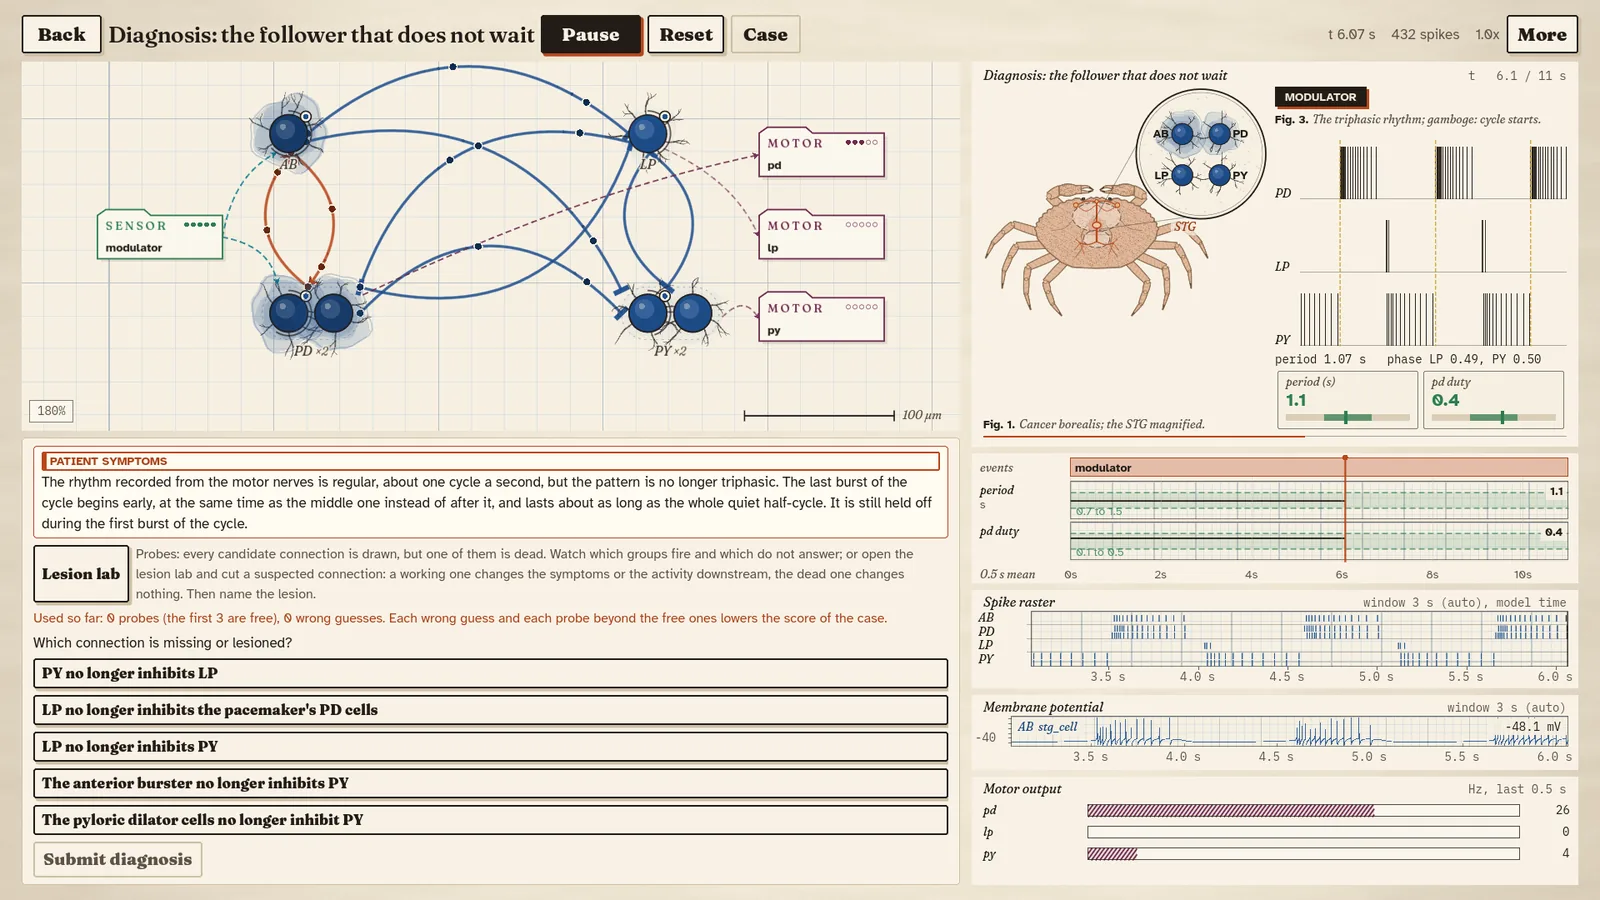 Back
Diagnosis: the follower that does not wait
Pause
Reset
Case
t 6.07 s 432 spikes 1.0x
More
AB
LP
PD ×2
PY ×2
SENSOR
modulator
MOTOR
pd
MOTOR
lp
MOTOR
py
180%
100 µm
PATIENT SYMPTOMS
The rhythm recorded from the motor nerves is regular, about one cycle a second, but the pattern is no longer triphasic. The last burst of the
cycle begins early, at the same time as the middle one instead of after it, and lasts about as long as the whole quiet half-cycle. It is still held off
during the first burst of the cycle.
Lesion lab
Probes: every candidate connection is drawn, but one of them is dead. Watch which groups fire and which do not answer; or open the
lesion lab and cut a suspected connection: a working one changes the symptoms or the activity downstream, the dead one changes
nothing. Then name the lesion.
Used so far: 0 probes (the first 3 are free), 0 wrong guesses. Each wrong guess and each probe beyond the free ones lowers the score of the case.
Which connection is missing or lesioned?
PY no longer inhibits LP
LP no longer inhibits the pacemaker's PD cells
LP no longer inhibits PY
The anterior burster no longer inhibits PY
The pyloric dilator cells no longer inhibit PY
Submit diagnosis
Diagnosis: the follower that does not wait
t 6.1 / 11 s
MODULATOR
Fig. 3. The triphasic rhythm; gamboge: cycle starts.
AB
PD
LP
PY
STG
PD
LP
PY
period 1.07 s phase LP 0.49, PY 0.50
period (s)
1.1
pd duty
0.4
Fig. 1. Cancer borealis; the STG magnified.
events
modulator
period
s
0.7 to 1.5
1.1
pd duty
0.1 to 0.5
0.4
0.5 s mean
0s 2s 4s 6s 8s 10s
Spike raster
window 3 s (auto), model time
AB
PD
LP
PY
3.5 s 4.0 s 4.5 s 5.0 s 5.5 s 6.0 s
Membrane potential
window 3 s (auto)
-40
AB stg_cell
-48.1 mV
3.5 s 4.0 s 4.5 s 5.0 s 5.5 s 6.0 s
Motor output
Hz, last 0.5 s
pd
26
lp
0
py
4